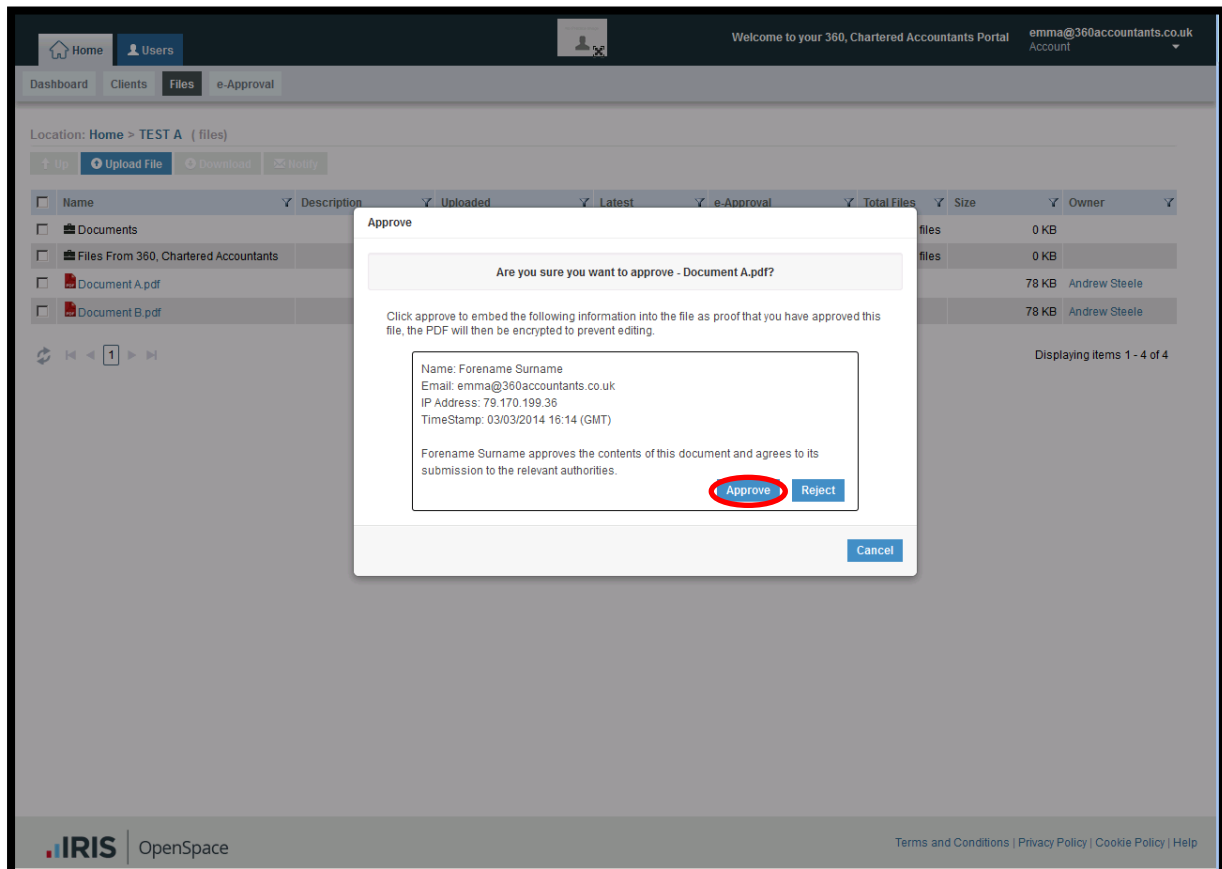 Home Users Welcome to your 360, Chartered Accountants Portal emma@360accountants.co.uk
Account
Dashboard Clients Files e-Approval
Location: Home > TEST A ( files)
Up Upload File Download Notify
Name Description Uploaded Latest e-Approval Total Files Size Owner
Documents files 0 KB
Files From 360, Chartered Accountants files 0 KB
Document A.pdf 78 KB Andrew Steele
Document B.pdf 78 KB Andrew Steele
1 Displaying items 1 - 4 of 4
Approve
Are you sure you want to approve - Document A.pdf?
Click approve to embed the following information into the file as proof that you have approved this
file, the PDF will then be encrypted to prevent editing.
Name: Forename Surname
Email: emma@360accountants.co.uk
IP Address: 79.170.199.36
TimeStamp: 03/03/2014 16:14 (GMT)
Forename Surname approves the contents of this document and agrees to its
submission to the relevant authorities.
Approve Reject
Cancel
IRIS OpenSpace Terms and Conditions | Privacy Policy | Cookie Policy | Help